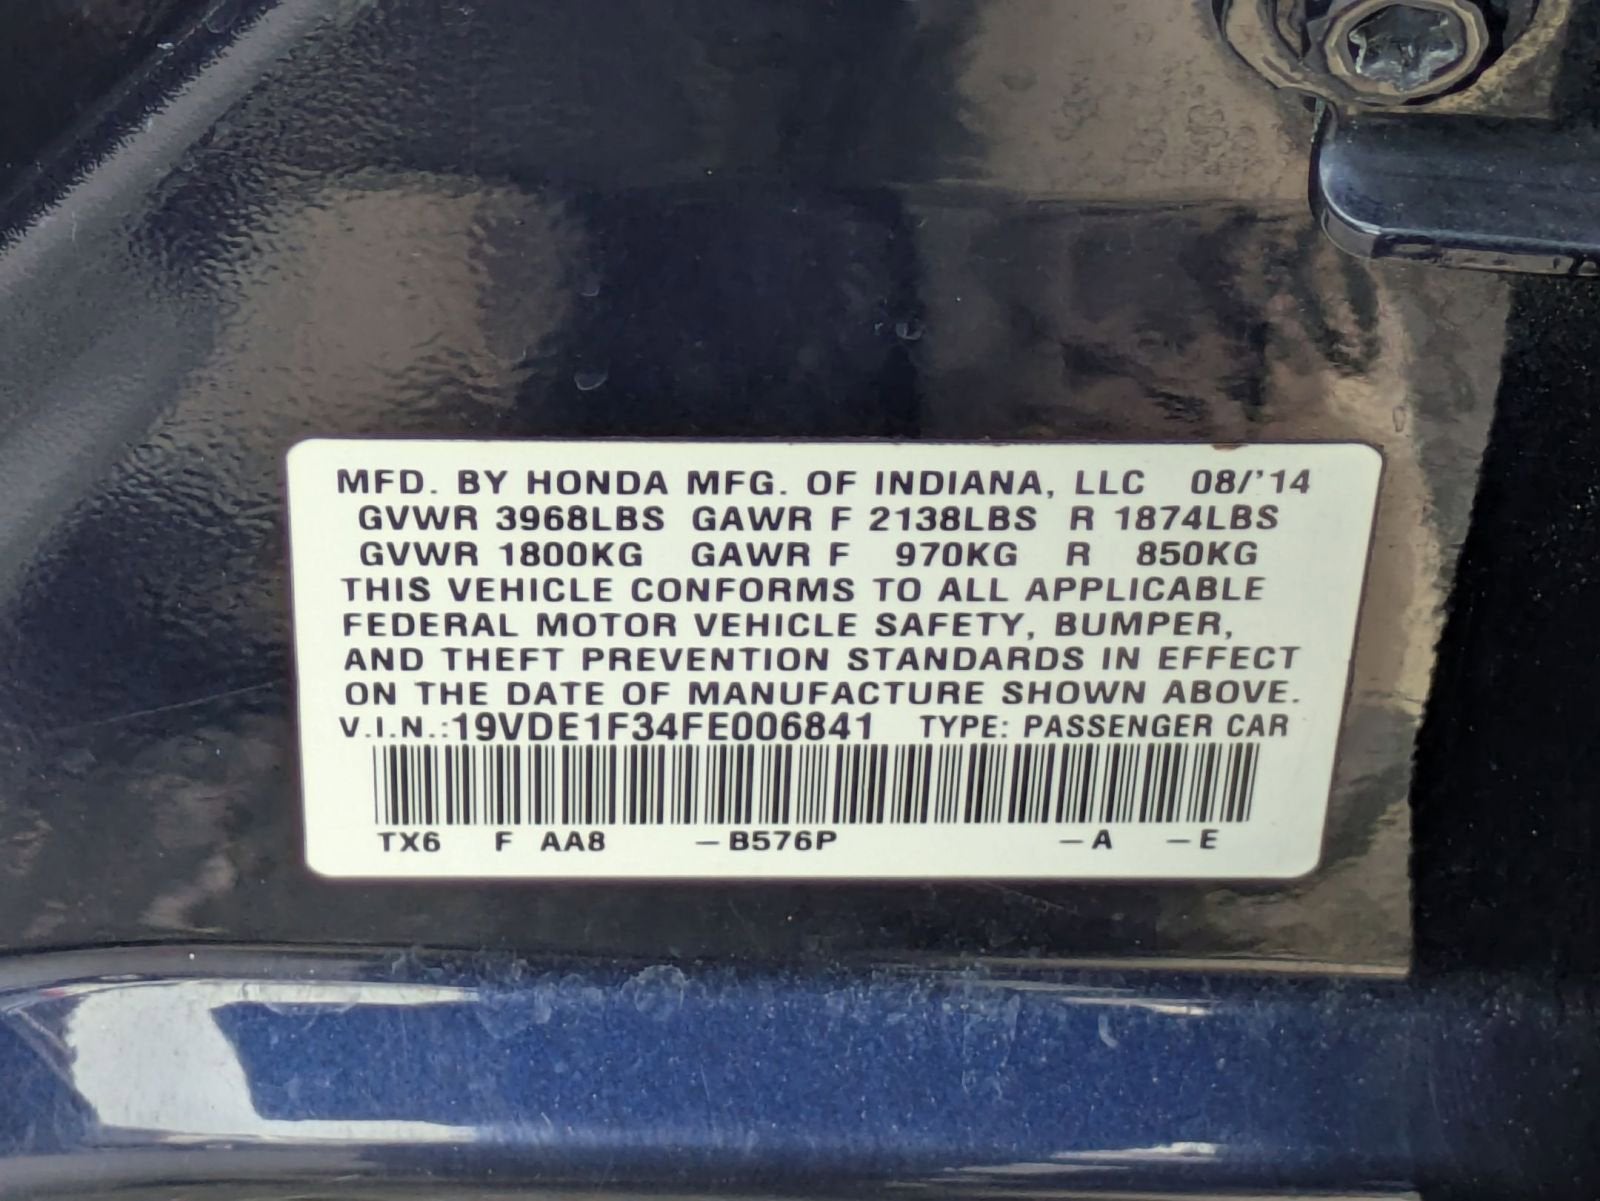 MFD. BY HONDA MFG. OF INDIANA, LLC 08/'14
GVWR 3968LBS GAWR F 2138LBS R 1874LBS
GVWR 1800KG GAWR F 970KG R 850KG
THIS VEHICLE CONFORMS TO ALL APPLICABLE
FEDERAL MOTOR VEHICLE SAFETY, BUMPER,
AND THEFT PREVENTION STANDARDS IN EFFECT
ON THE DATE OF MANUFACTURE SHOWN ABOVE.
V.I.N.:19VDE1F34FE006841 TYPE: PASSENGER CAR
TX6 F AA8 –B576P –A –E